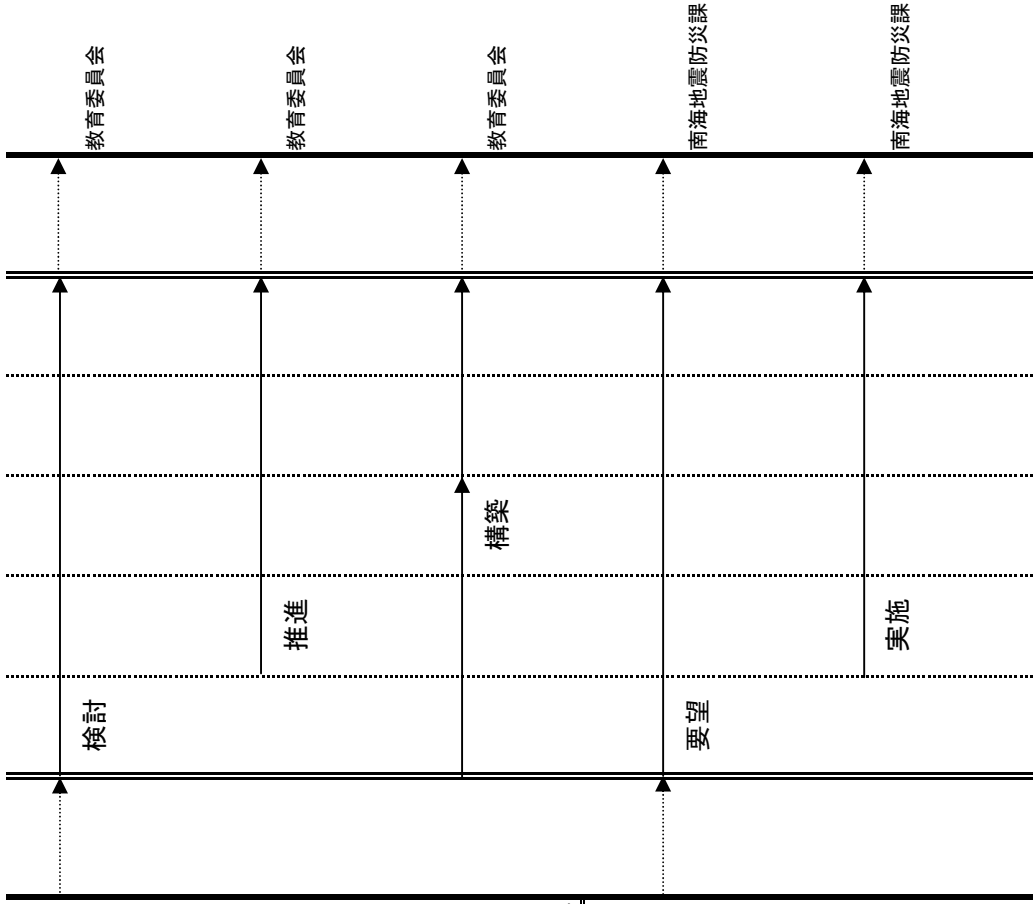 検討
教育委員会
推進
教育委員会
構築
教育委員会
要望
南海地震防災課
実施
南海地震防災課